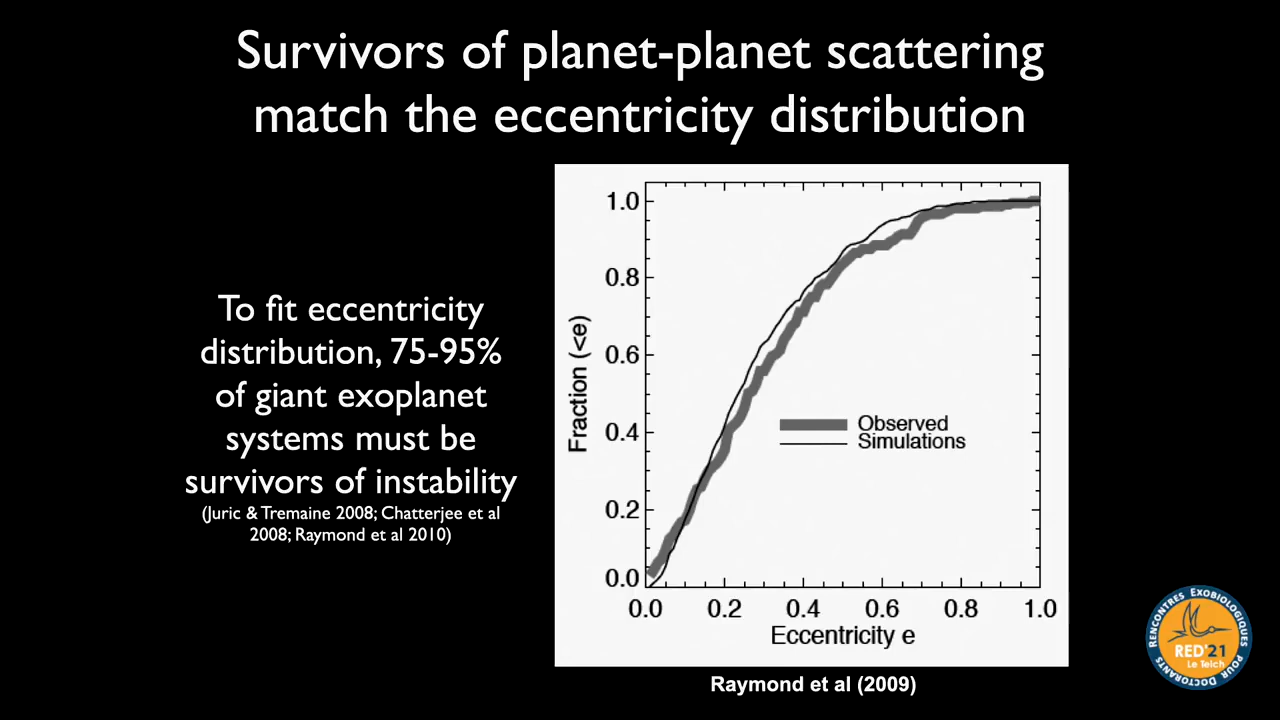 Survivors of planet-planet scattering
match the eccentricity distribution
To fit eccentricity
distribution, 75-95%
of giant exoplanet
systems must be
survivors of instability
(Juric & Tremaine 2008; Chatterjee et al
2008; Raymond et al 2010)
Fraction (<e)
1.0
0.8
0.6
0.4
0.2
0.0
Observed
Simulations
0.0 0.2 0.4 0.6 0.8 1.0
Eccentricity e
Raymond et al (2009)
RENCONTRES EXOBIOLOGIQUES
POUR DOCTORANTS
RED'21
Le Teich